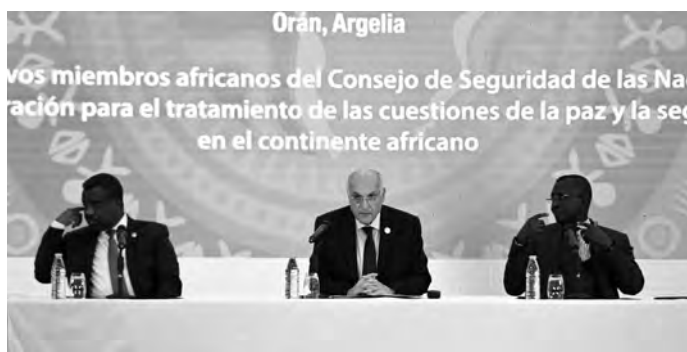 Orán, Argelia
vos miembros africanos del Consejo de Seguridad de las Nac
ración para el tratamiento de las cuestiones de la paz y la seg
en el continente africano